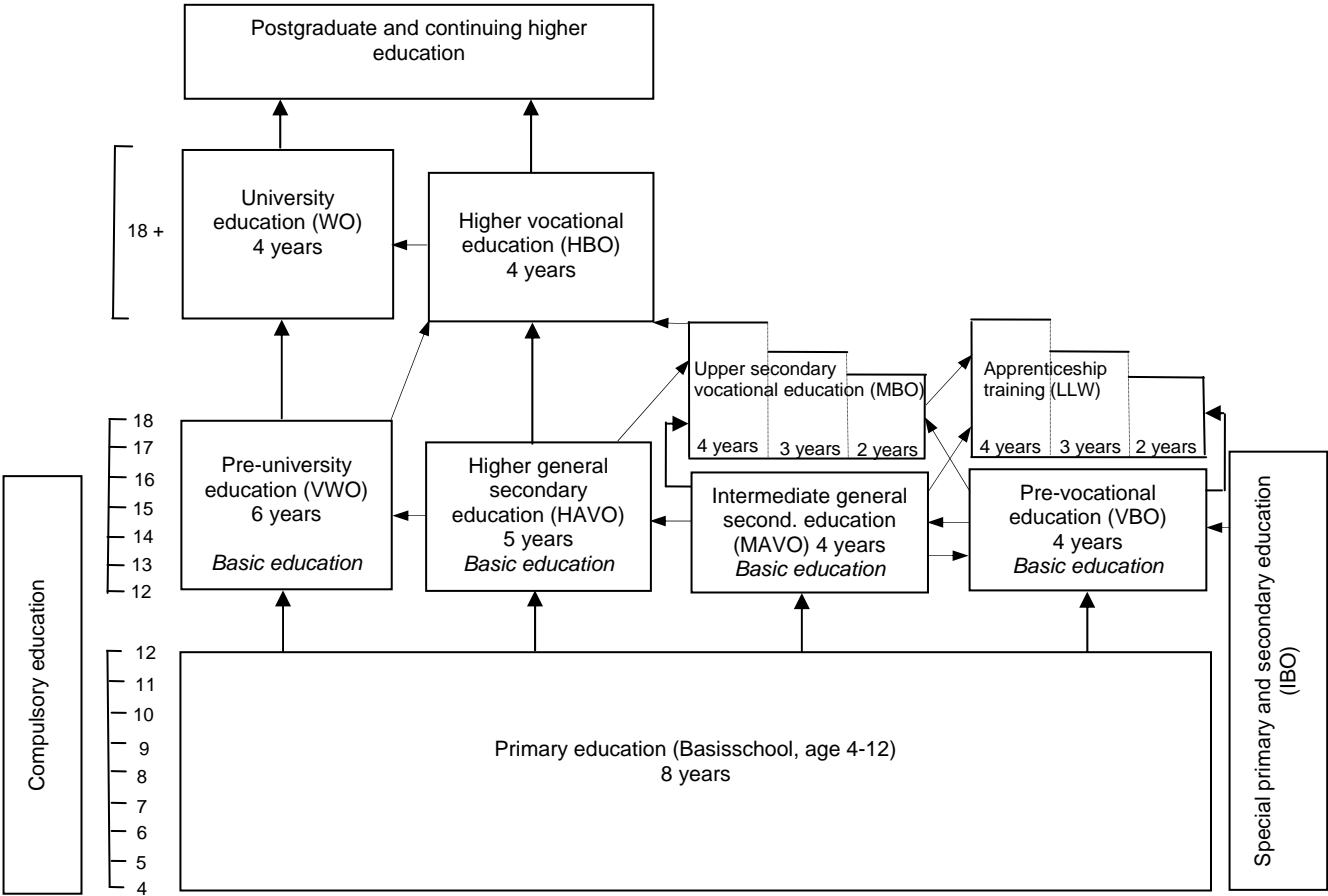 Postgraduate and continuing higher
education
University
education (WO)
4 years
Higher vocational
education (HBO)
4 years
18 +
Upper secondary
vocational education (MBO)
4 years
3 years
2 years
Apprenticeship
training (LLW)
4 years
3 years
2 years
18
17
16
15
14
13
12
Pre-university
education (VWO)
6 years
Basic education
Higher general
secondary
education (HAVO)
5 years
Basic education
Intermediate general
second. education
(MAVO) 4 years
Basic education
Pre-vocational
education (VBO)
4 years
Basic education
Compulsory education
Special primary and secondary education
(IBO)
12
11
10
9
8
7
6
5
4
Primary education (Basisschool, age 4-12)
8 years